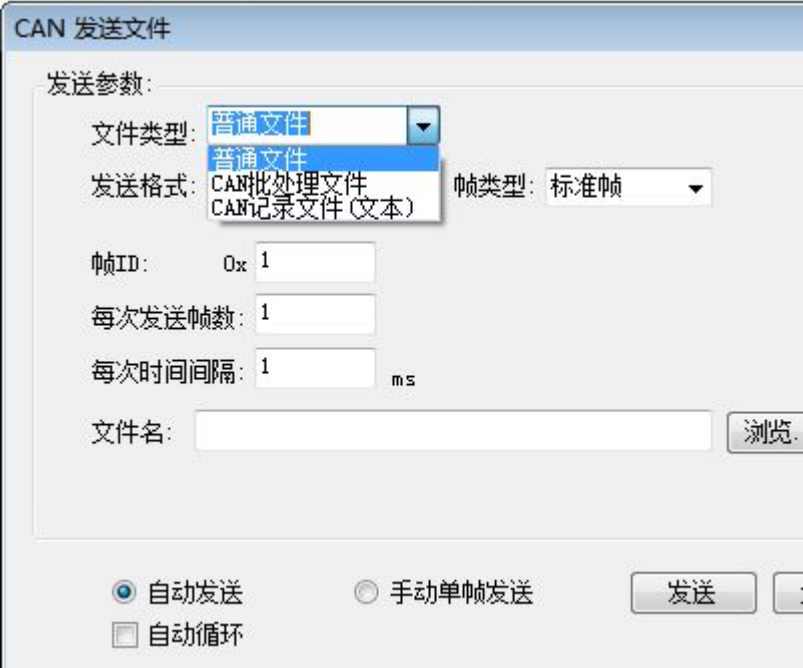 CAN 发送文件
发送参数:
文件类型: 普通文件
普通文件
发送格式: CAN批处理文件 帧类型: 标准帧
CAN记录文件(文本)
帧ID: 0x 1
每次发送帧数: 1
每次时间间隔: 1 ms
文件名: 浏览.
自动发送 手动单帧发送 发送
自动循环